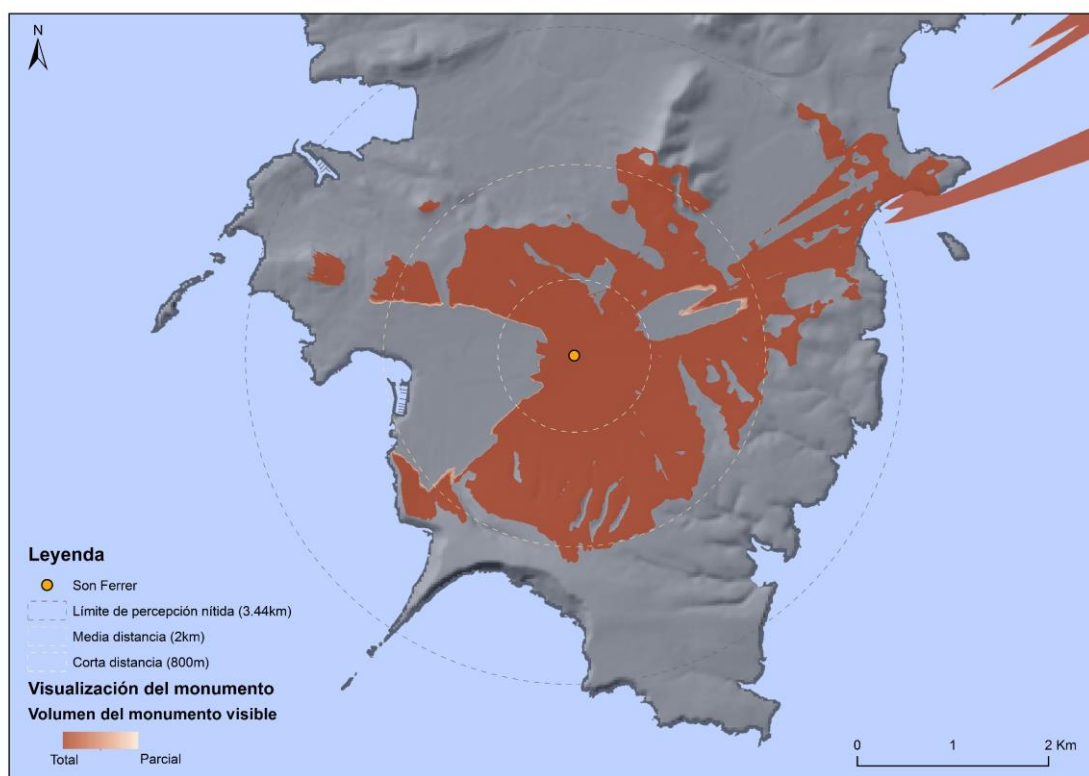 N
Leyenda
Son Ferrer
Límite de percepción nítida (3.44km)
Media distancia (2km)
Corta distancia (800m)
Visualización del monumento
Volumen del monumento visible
Total Parcial
0 1 2 Km